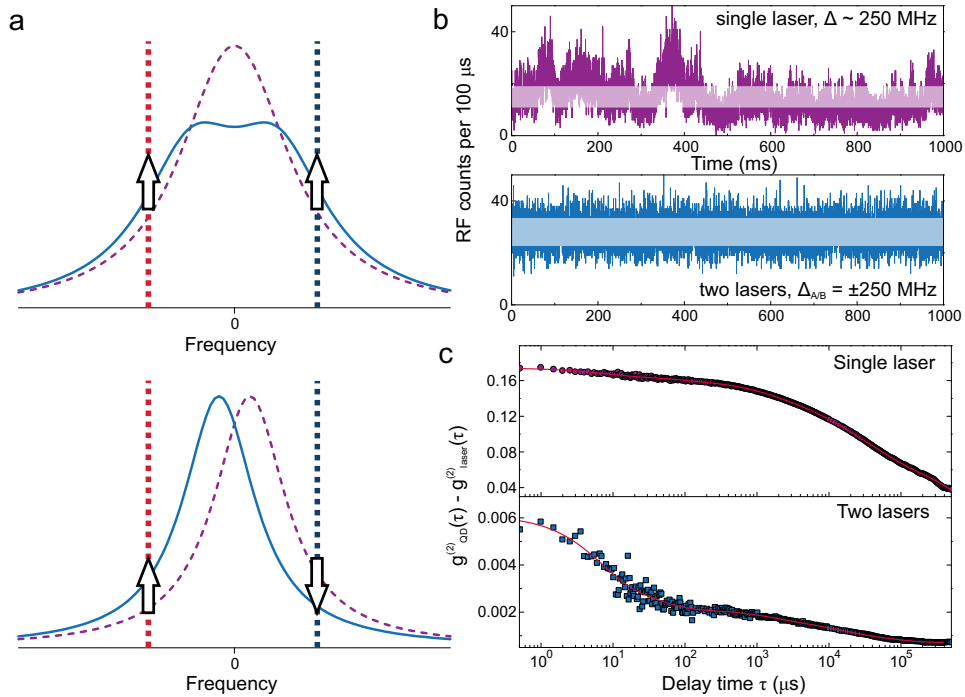 a
0
Frequency
0
Frequency
b
RF counts per 100 μs
single laser, Δ ~ 250 MHz
40
0
0 200 400 600 800 1000
Time (ms)
two lasers, ΔA/B = ±250 MHz
40
0
0 200 400 600 800 1000
c
g(2)QD(τ) - g(2)laser(τ)
Single laser
0.16
0.12
0.08
0.04
Two lasers
0.006
0.004
0.002
10^0 10^1 10^2 10^3 10^4 10^5
Delay time τ (μs)